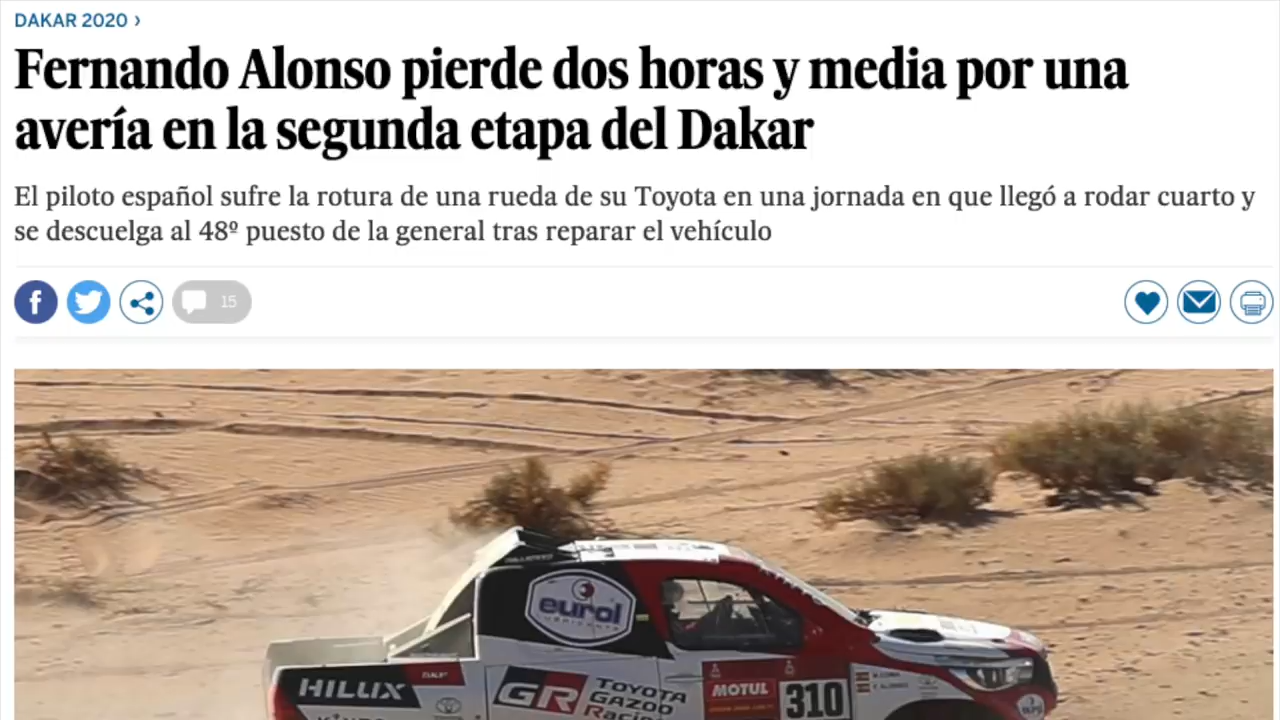 DAKAR 2020 ›
Fernando Alonso pierde dos horas y media por una
avería en la segunda etapa del Dakar
El piloto español sufre la rotura de una rueda de su Toyota en una jornada en que llegó a rodar cuarto y
se descuelga al 48º puesto de la general tras reparar el vehículo
15
eurol
HILUX
GR TOYOTA
GAZOO
Racing
MOTUL
310